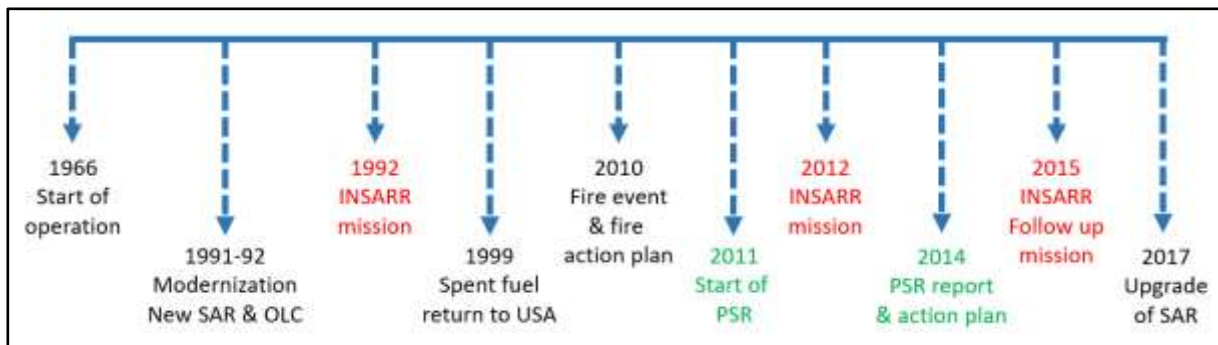 1966
Start of
operation
1991-92
Modernization
New SAR & OLC
1992
INSARR
mission
1999
Spent fuel
return to USA
2010
Fire event
& fire
action plan
2011
Start of
PSR
2012
INSARR
mission
2014
PSR report
& action plan
2015
INSARR
Follow up
mission
2017
Upgrade
of SAR